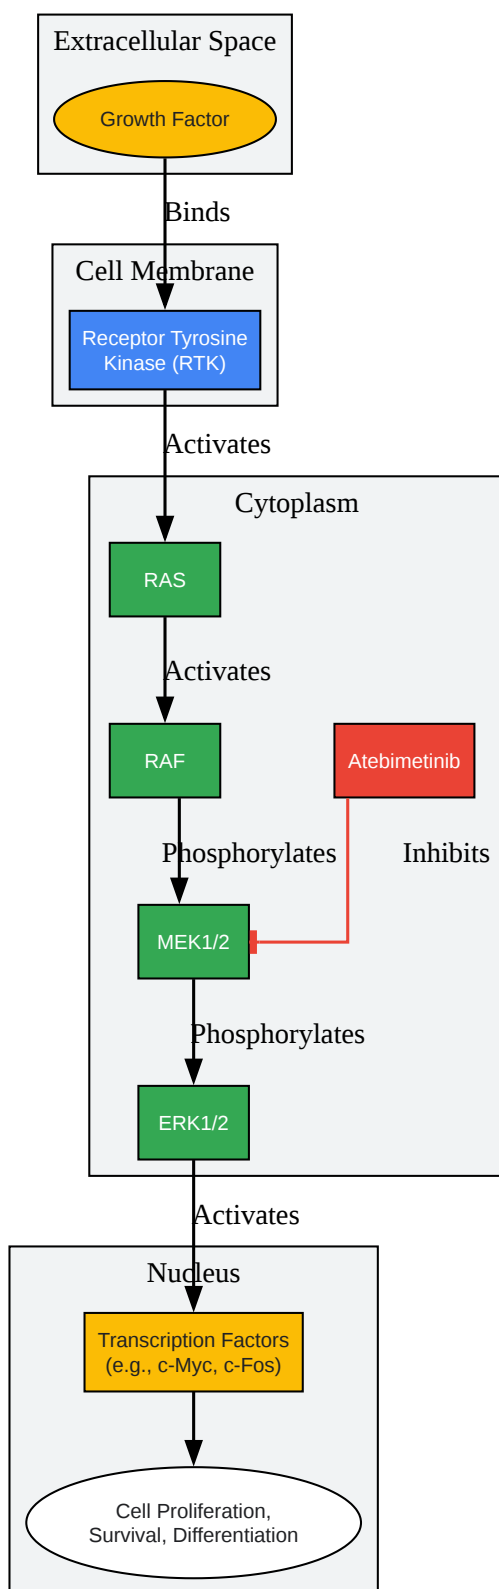 Extracellular Space
Growth Factor
Binds
Cell Membrane
Receptor Tyrosine
Kinase (RTK)
Activates
Cytoplasm
RAS
Activates
RAF
Atebimetinib
Phosphorylates
Inhibits
MEK1/2
Phosphorylates
ERK1/2
Activates
Nucleus
Transcription Factors
(e.g., c-Myc, c-Fos)
Cell Proliferation,
Survival, Differentiation